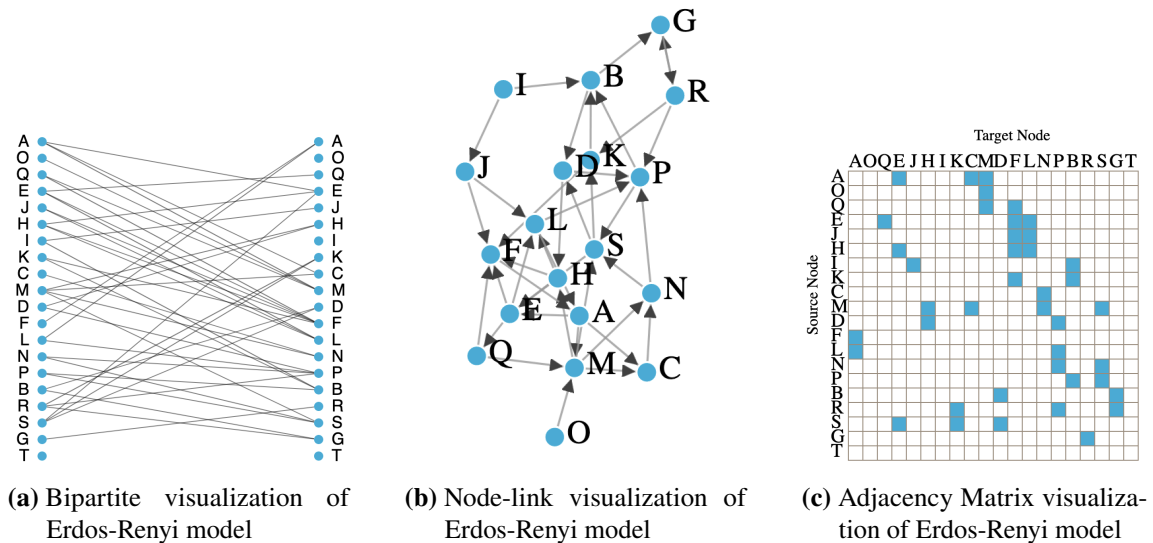 A A
O O
Q Q
E E
J J
H H
I I
K K
C C
M M
D D
F F
L L
N N
P P
B B
R R
S S
G G
T T
(a) Bipartite visualization of
Erdos-Renyi model
G
I B
R
J D K P
L
F S
H
N
E A
Q M C
O
(b) Node-link visualization of
Erdos-Renyi model
Target Node
A O Q E J H I K C M D F L N P B R S G T
Source Node
A
O
Q
E
J
H
I
K
C
M
D
F
L
N
P
B
R
S
G
T
(c) Adjacency Matrix visualiza-
tion of Erdos-Renyi model